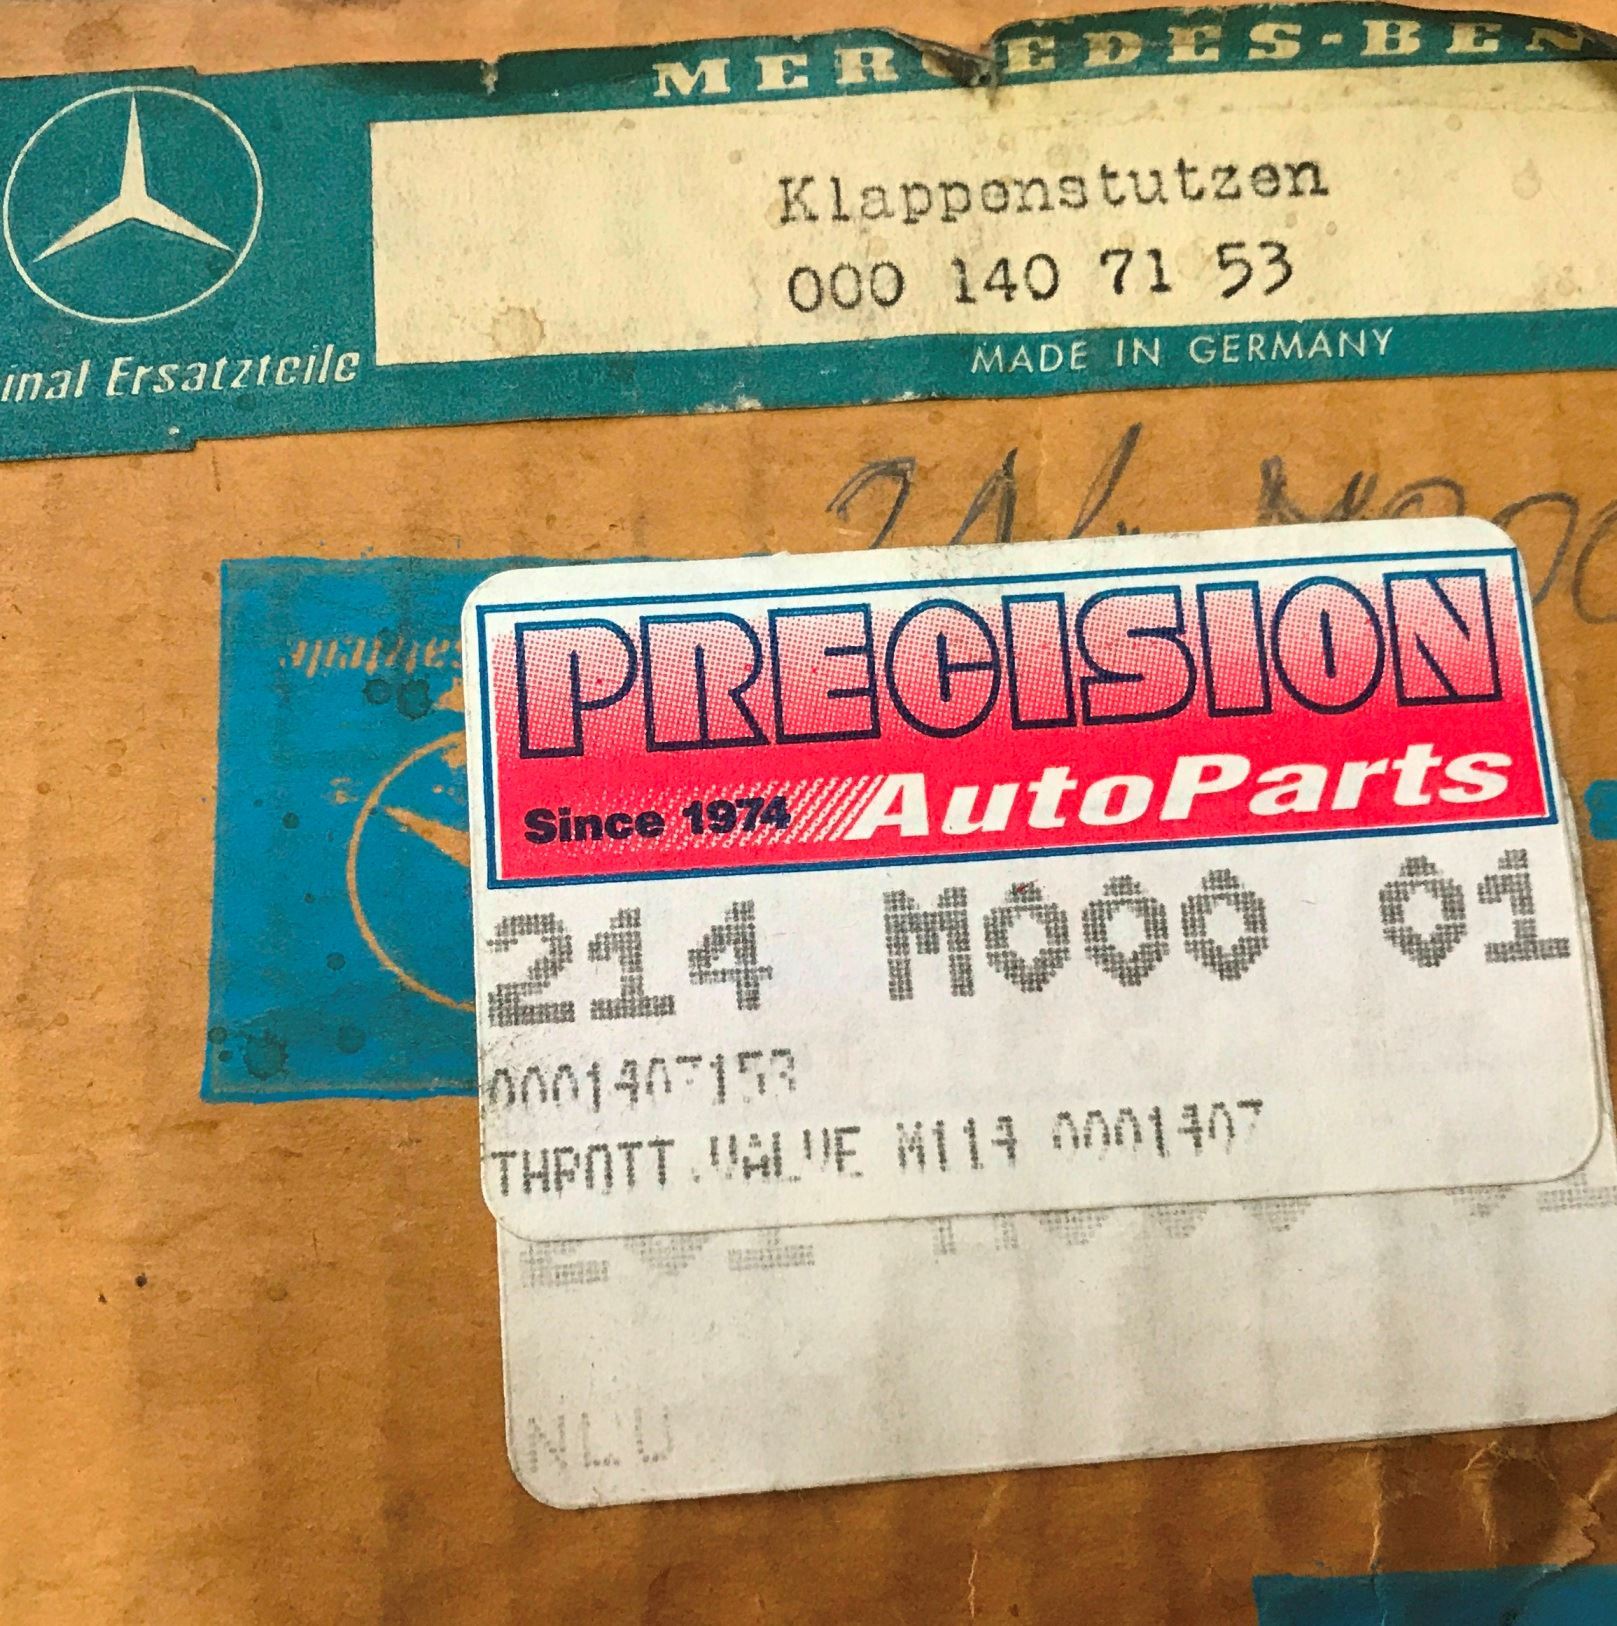 MERCEDES-BEN
Klappenstutzen
000 140 71 53
inal Ersatzteile
MADE IN GERMANY
PRECISION
Since 1974 AutoParts
214 M000 01
0001407153
THROTT.VALVE M114 0001407